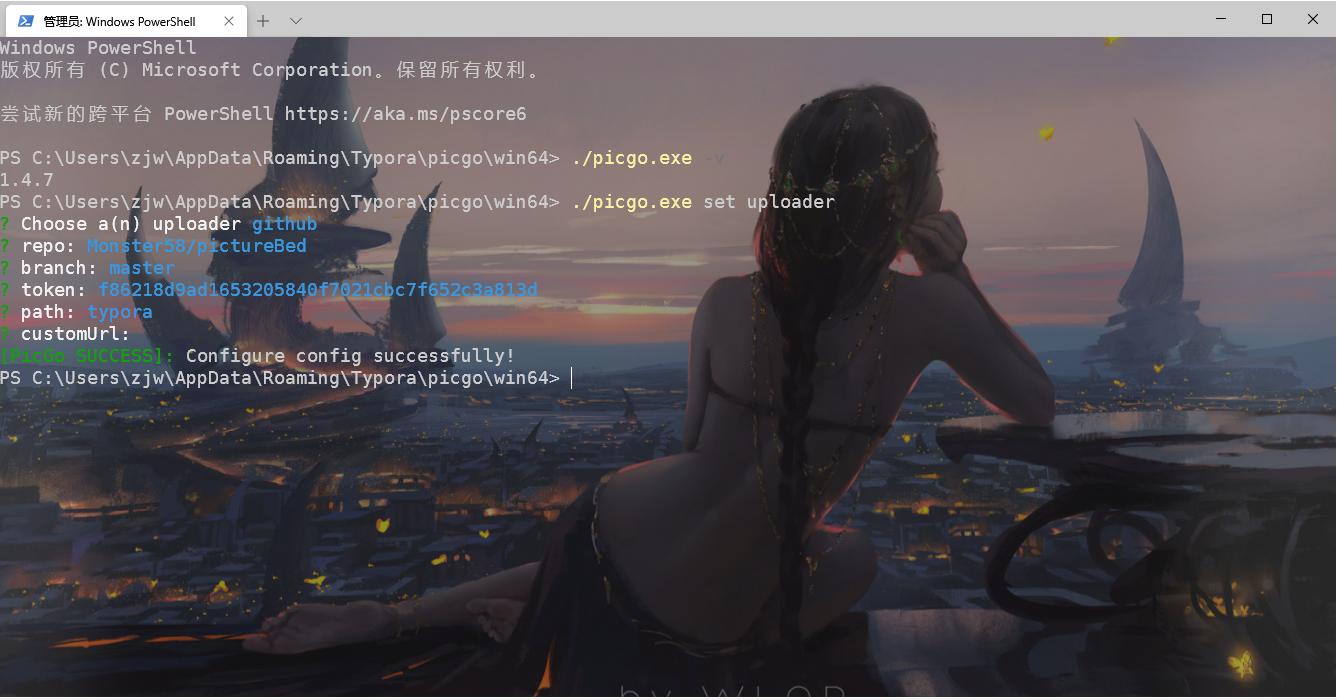 管理员: Windows PowerShell
Windows PowerShell
版权所有 (C) Microsoft Corporation。保留所有权利。
尝试新的跨平台 PowerShell https://aka.ms/pscore6
PS C:\Users\zjw\AppData\Roaming\Typora\picgo\win64> ./picgo.exe -v
1.4.7
PS C:\Users\zjw\AppData\Roaming\Typora\picgo\win64> ./picgo.exe set uploader
? Choose a(n) uploader github
? repo: Monster58/pictureBed
? branch: master
? token: f86218d9ad1653205840f7021cbc7f652c3a813d
? path: typora
? customUrl:
[PicGo SUCCESS]: Configure config successfully!
PS C:\Users\zjw\AppData\Roaming\Typora\picgo\win64>
by WLOP